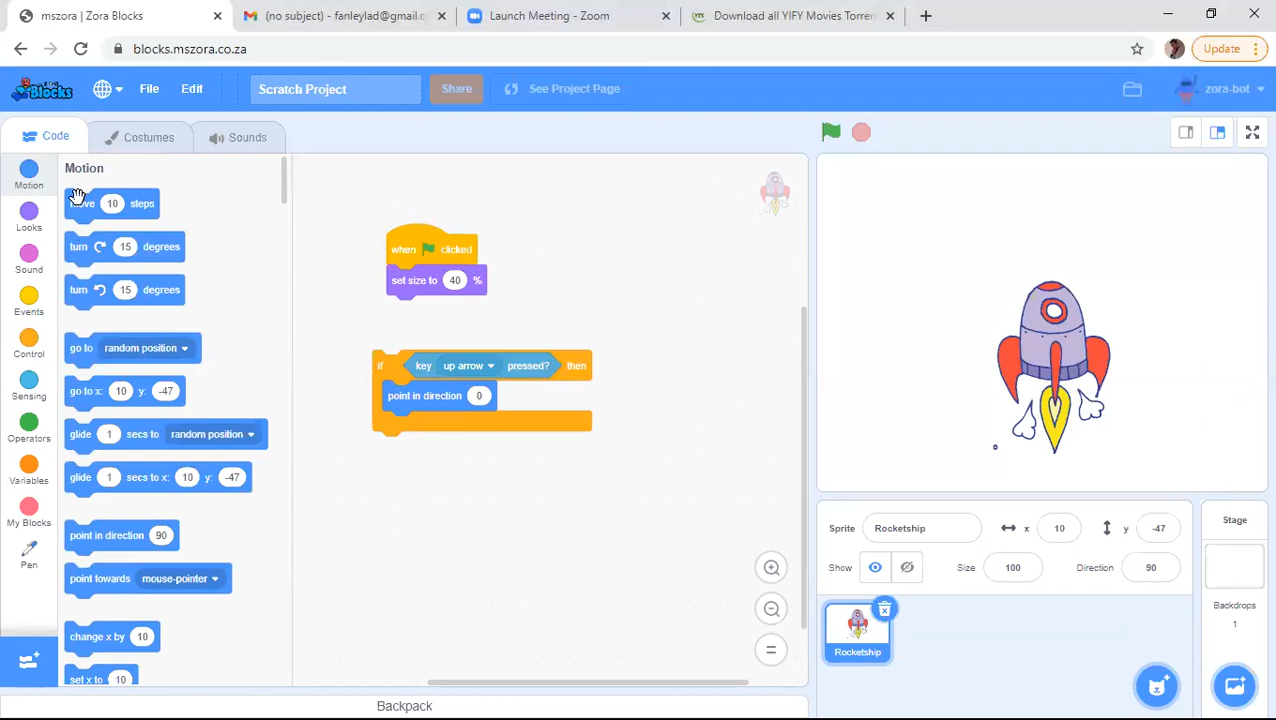 mszora | Zora Blocks
(no subject) - fanleylad@gmail.c
Launch Meeting - Zoom
Download all YIFY Movies Torren
blocks.mszora.co.za
Update
Blocks
File
Edit
Scratch Project
Share
See Project Page
zora-bot
Code
Costumes
Sounds
Motion
Looks
Sound
Events
Control
Sensing
Operators
Variables
My Blocks
Pen
Motion
move 10 steps
turn 15 degrees
turn 15 degrees
go to random position
go to x: 10 y: -47
glide 1 secs to random position
glide 1 secs to x: 10 y: -47
point in direction 90
point towards mouse-pointer
change x by 10
set x to 10
when clicked
set size to 40 %
if key up arrow pressed? then
point in direction 0
Backpack
Sprite Rocketship x 10 y -47
Show Size 100 Direction 90
Rocketship
Stage
Backdrops
1